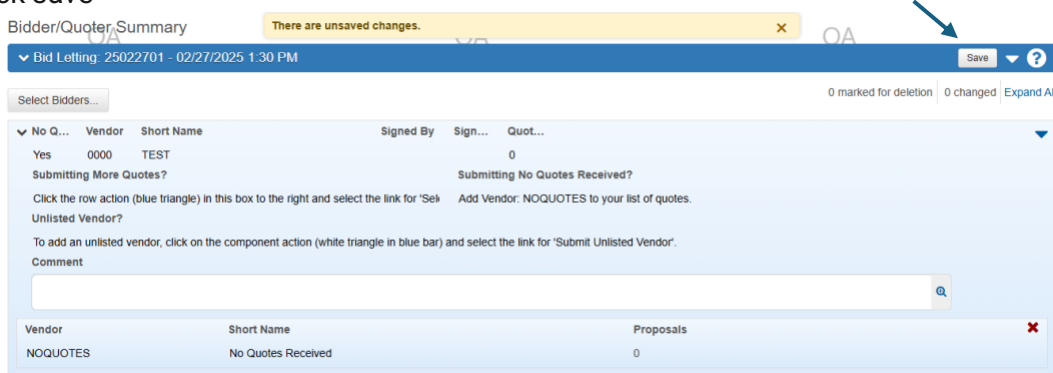 Bidder/Quoter Summary
There are unsaved changes. ×
QA QA QA
Bid Letting: 25022701 - 02/27/2025 1:30 PM
Save ?
Select Bidders...
0 marked for deletion 0 changed Expand Al
No Q... Vendor Short Name Signed By Sign... Quot...
Yes 0000 TEST 0
Submitting More Quotes? Submitting No Quotes Received?
Click the row action (blue triangle) in this box to the right and select the link for 'Sel Add Vendor: NOQUOTES to your list of quotes.
Unlisted Vendor?
To add an unlisted vendor, click on the component action (white triangle in blue bar) and select the link for 'Submit Unlisted Vendor'.
Comment
Vendor Short Name Proposals
NOQUOTES No Quotes Received 0